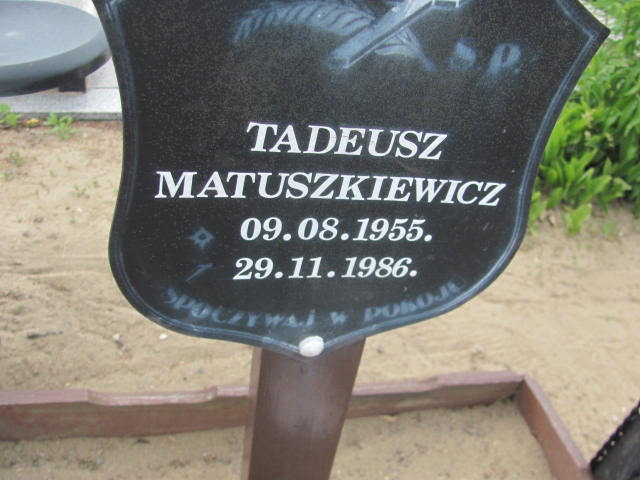 Ś.P.
TADEUSZ
MATUSZKIEWICZ
09.08.1955.
29.11.1986.
SPOCZYWAJ W POKOJU